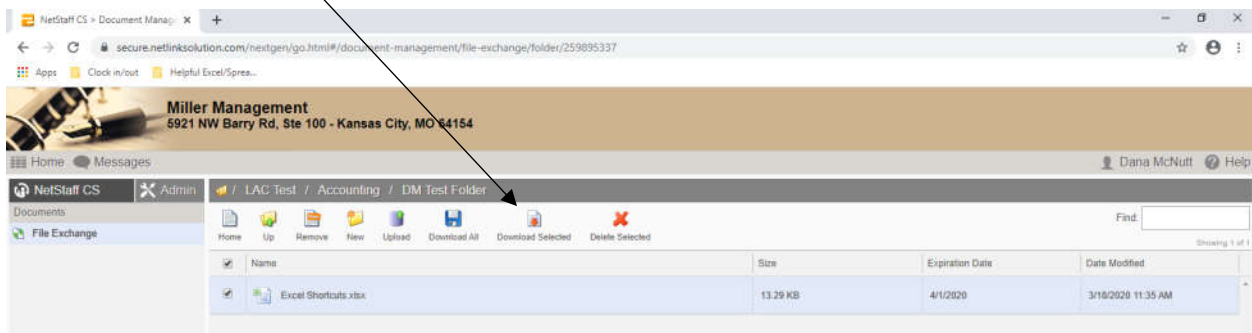 NetStaff CS > Document Manag
secure.netlinksolution.com/nextgen/go.html#/document-management/file-exchange/folder/259895337
Apps Clock in/out Helpful Excel/Sprea...
Miller Management
5921 NW Barry Rd, Ste 100 - Kansas City, MO 64154
Home Messages Dana McNutt Help
NetStaff CS Admin / LAC Test / Accounting / DM Test Folder
Documents
File Exchange
Home Up Remove New Upload Download All Download Selected Delete Selected Find:
Showing 1 of 1
Name Size Expiration Date Date Modified
Excel Shortcuts.xlsx 13.29 KB 4/1/2020 3/18/2020 11:35 AM